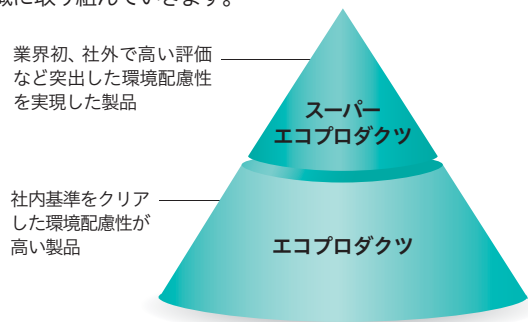 に取り組んでいきます。
業界初、社外で高い評価
など突出した環境配慮性
を実現した製品
スーパー
エコプロダクツ
社内基準をクリア
した環境配慮性が
高い製品
エコプロダクツ